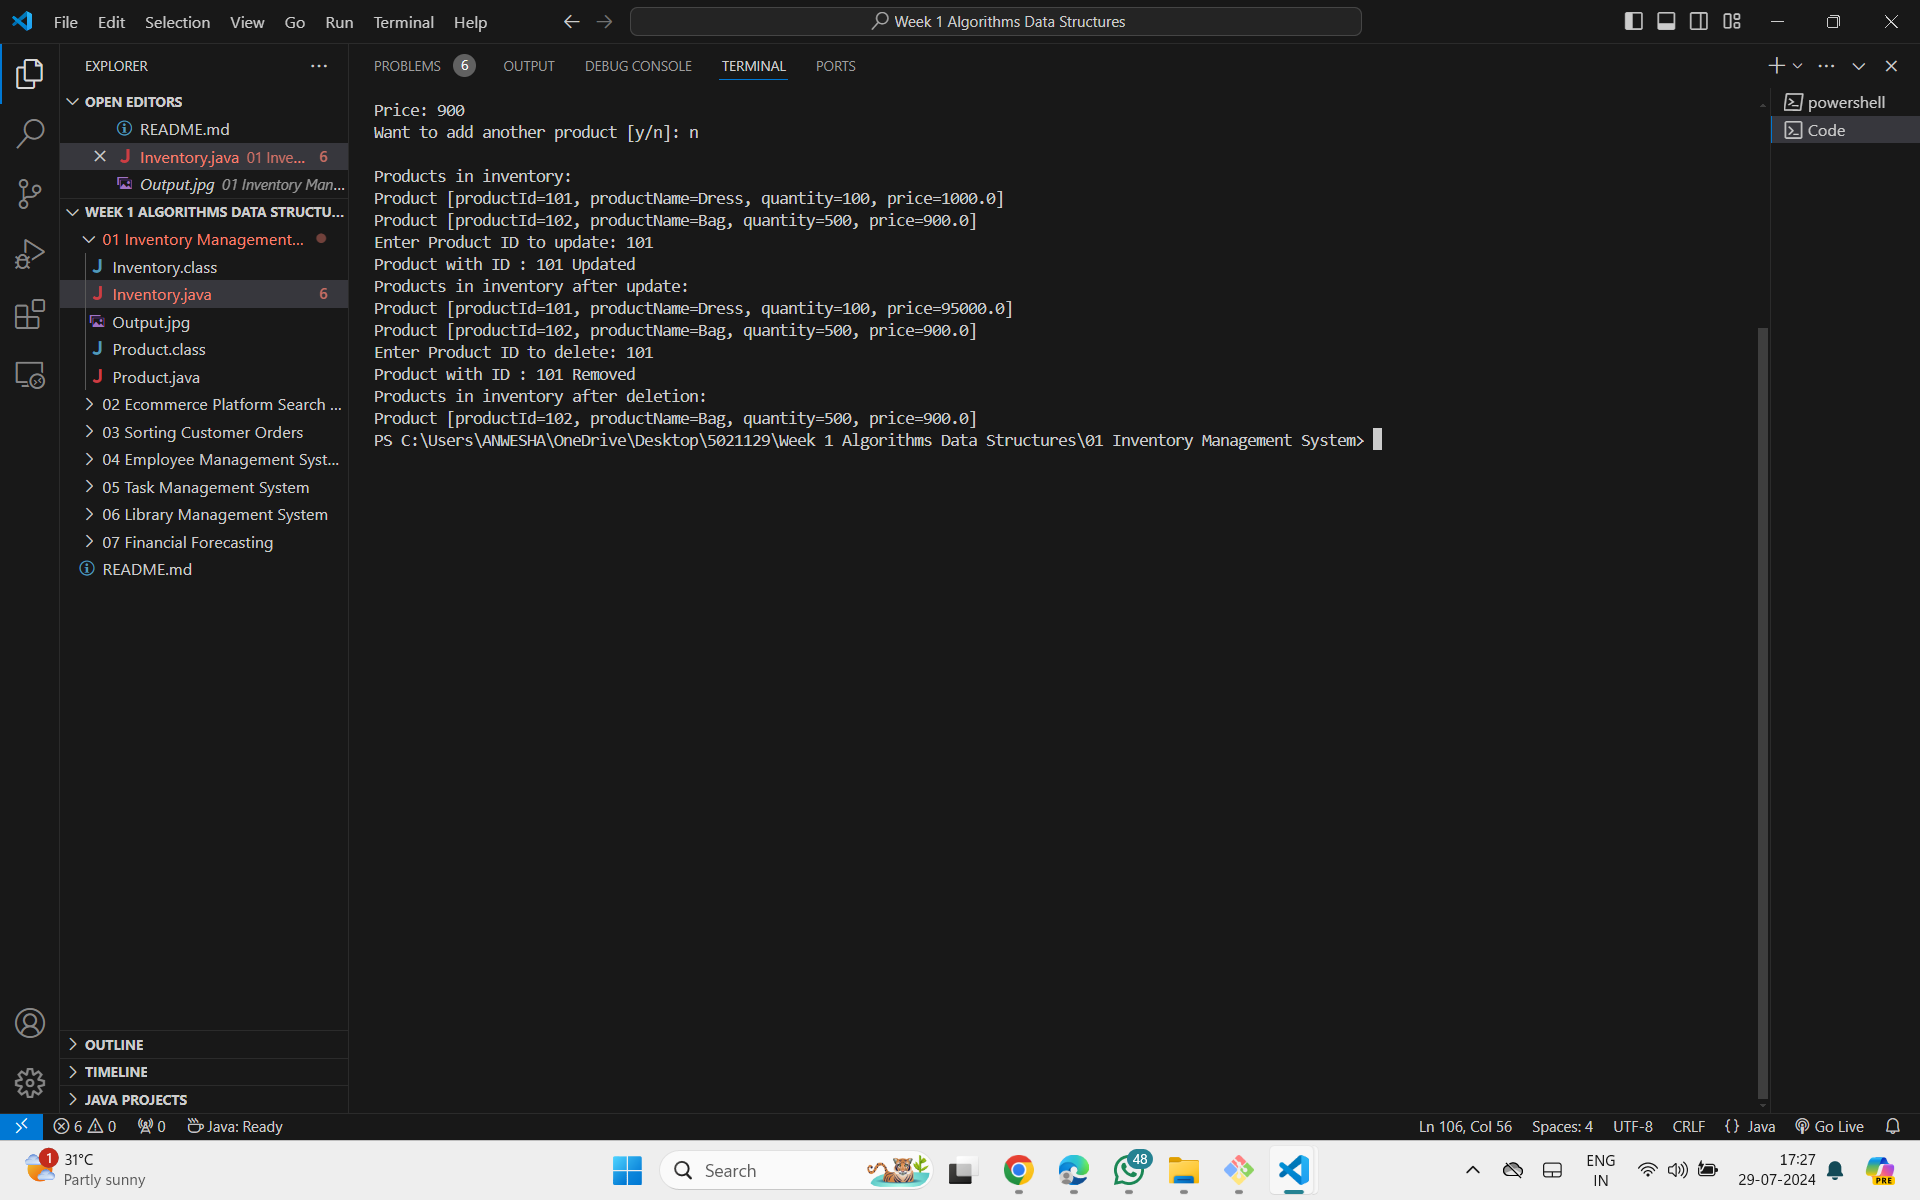 File Edit Selection View Go Run Terminal Help
Week 1 Algorithms Data Structures
EXPLORER
OPEN EDITORS
README.md
Inventory.java 01 Inve... 6
Output.jpg 01 Inventory Man...
WEEK 1 ALGORITHMS DATA STRUCTU...
01 Inventory Management...
Inventory.class
Inventory.java 6
Output.jpg
Product.class
Product.java
02 Ecommerce Platform Search ...
03 Sorting Customer Orders
04 Employee Management Syst...
05 Task Management System
06 Library Management System
07 Financial Forecasting
README.md
OUTLINE
TIMELINE
JAVA PROJECTS
PROBLEMS 6 OUTPUT DEBUG CONSOLE TERMINAL PORTS
Price: 900
Want to add another product [y/n]: n
Products in inventory:
Product [productId=101, productName=Dress, quantity=100, price=1000.0]
Product [productId=102, productName=Bag, quantity=500, price=900.0]
Enter Product ID to update: 101
Product with ID : 101 Updated
Products in inventory after update:
Product [productId=101, productName=Dress, quantity=100, price=95000.0]
Product [productId=102, productName=Bag, quantity=500, price=900.0]
Enter Product ID to delete: 101
Product with ID : 101 Removed
Products in inventory after deletion:
Product [productId=102, productName=Bag, quantity=500, price=900.0]
PS C:\Users\ANWESHA\OneDrive\Desktop\5021129\Week 1 Algorithms Data Structures\01 Inventory Management System>
powershell
Code
6 0 0 Java: Ready
Ln 106, Col 56 Spaces: 4 UTF-8 CRLF {} Java Go Live
1
31°C
Partly sunny
Search
48
PRE
ENG
IN
17:27
29-07-2024